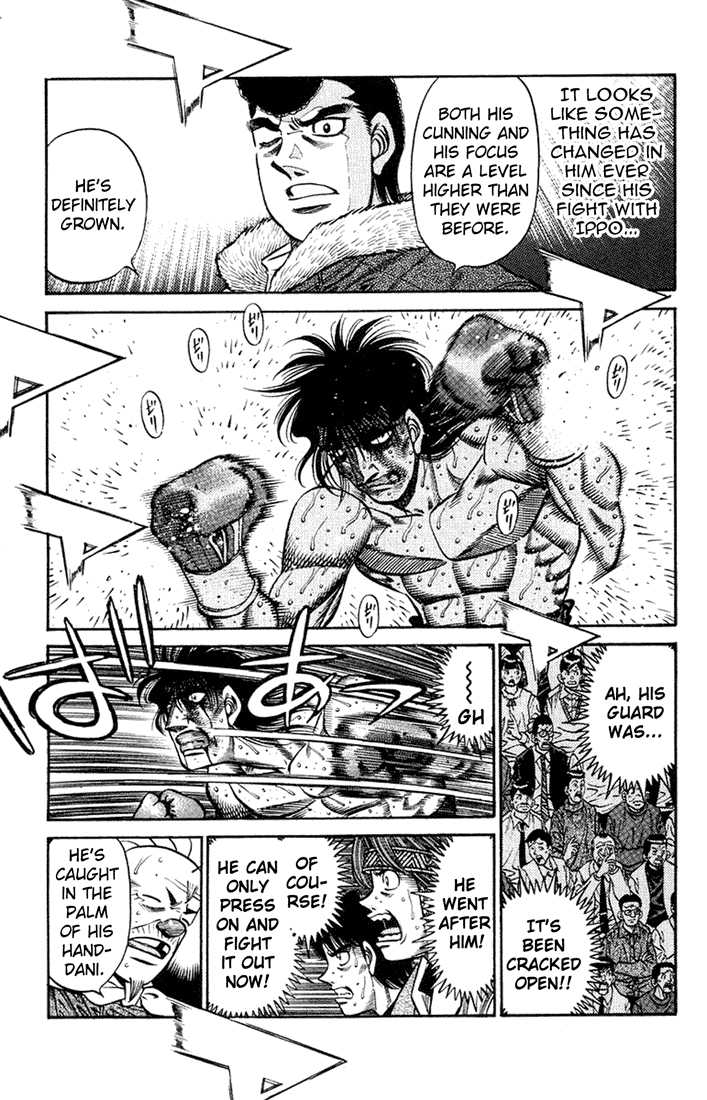 IT LOOKS
LIKE SOME-
THING HAS
CHANGED IN
HIM EVER
SINCE HIS
FIGHT WITH
IPPO...
BOTH HIS
CUNNING AND
HIS FOCUS
ARE A LEVEL
HIGHER THAN
THEY WERE
BEFORE.
HE'S
DEFINITELY
GROWN.
AH, HIS
GUARD
WAS...
IT'S
BEEN
CRACKED
OPEN!!
GH
HE
WENT
AFTER
HIM!
OF
COU-
RSE!
HE CAN
ONLY
PRESS
ON AND
FIGHT
IT OUT
NOW!
HE'S
CAUGHT
IN THE
PALM
OF HIS
HAND-
DANI.